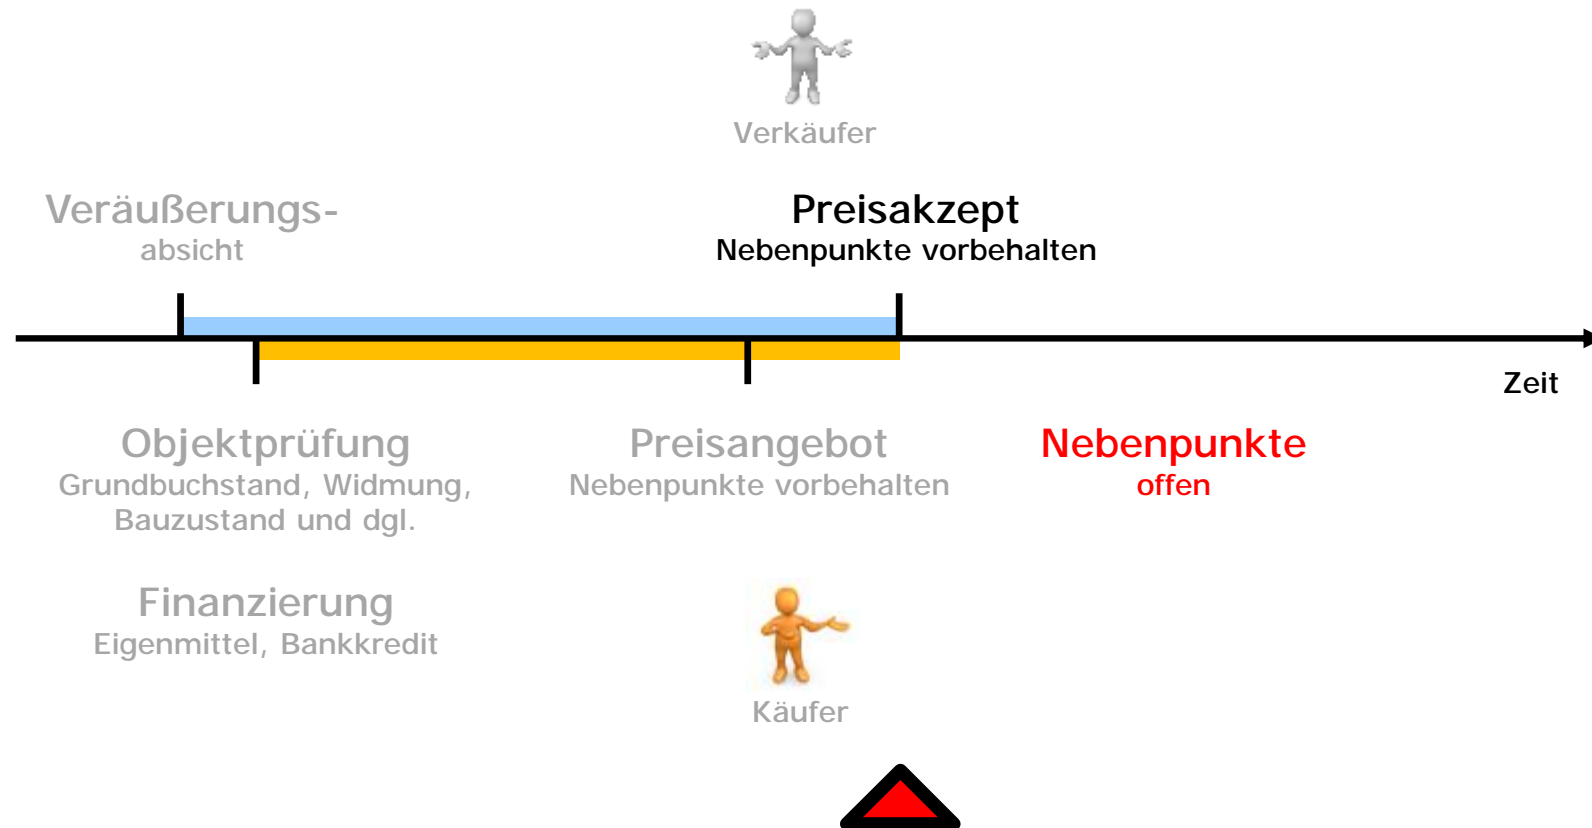 Verkäufer
Veräußerungs-
absicht
Preisakzept
Nebenpunkte vorbehalten
Zeit
Objektprüfung
Grundbuchstand, Widmung,
Bauzustand und dgl.
Preisangebot
Nebenpunkte vorbehalten
Nebenpunkte
offen
Finanzierung
Eigenmittel, Bankkredit
Käufer